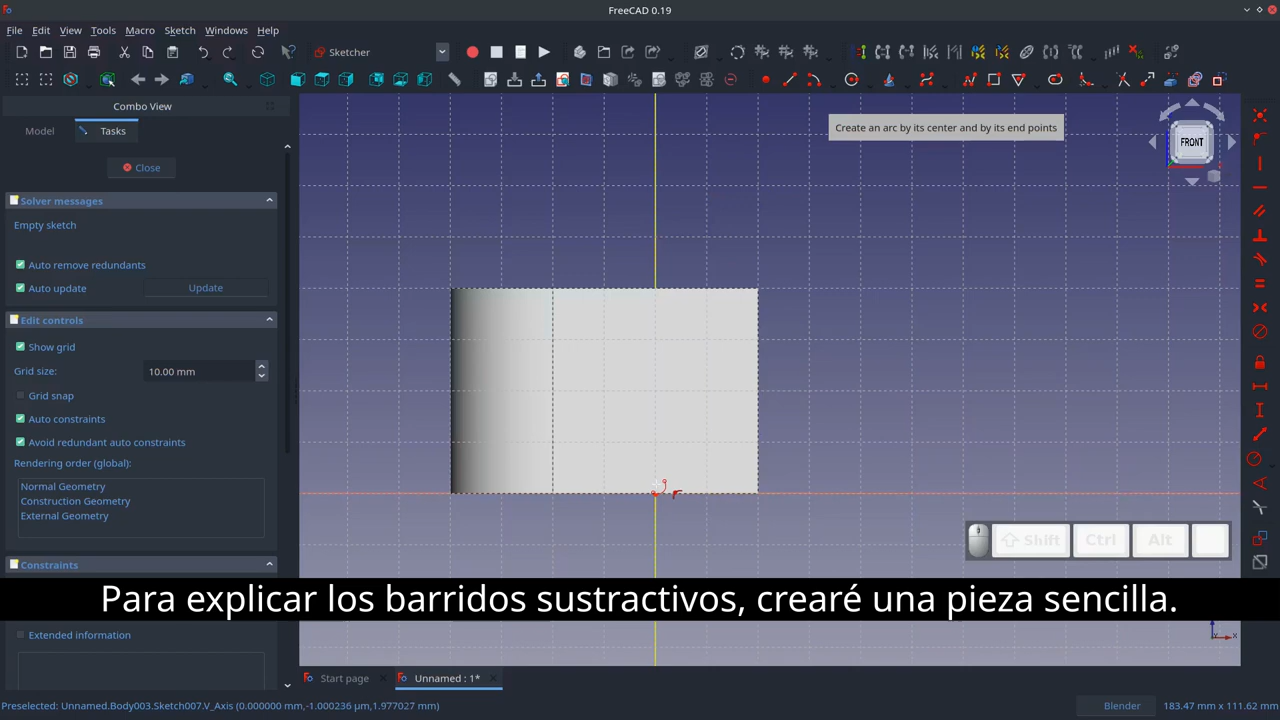 FreeCAD 0.19
File Edit View Tools Macro Sketch Windows Help
Sketcher
Combo View
Model
Tasks
Create an arc by its center and by its end points
FRONT
Close
Solver messages
Empty sketch
Auto remove redundants
Auto update
Update
Edit controls
Show grid
Grid size:
10.00 mm
Grid snap
Auto constraints
Avoid redundant auto constraints
Rendering order (global):
Normal Geometry
Construction Geometry
External Geometry
Constraints
Shift
Ctrl
Alt
Para explicar los barridos sustractivos, crearé una pieza sencilla.
Extended information
Start page
Unnamed : 1*
Preselected: Unnamed.Body003.Sketch007.V_Axis (0.000000 mm,-1.000236 µm,1.977027 mm)
Blender
183.47 mm x 111.62 mm